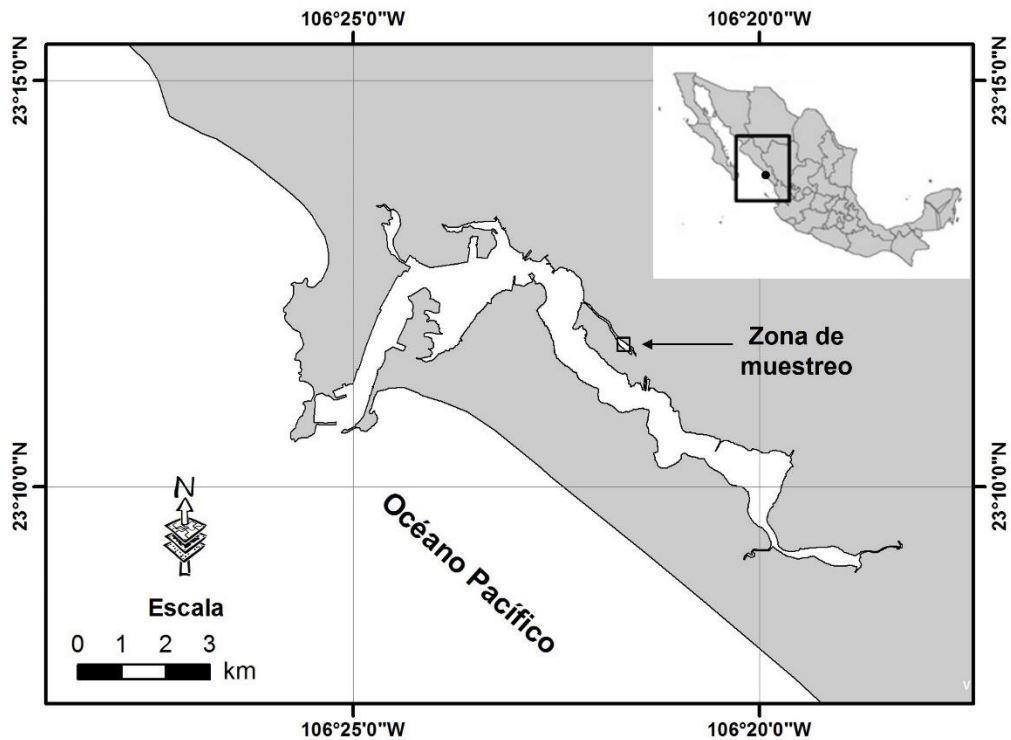 106°25'0"W
106°20'0"W
23°15'0"N
23°15'0"N
Zona de
muestreo
23°10'0"N
23°10'0"N
Océano Pacífico
N
Escala
0 1 2 3
km
V
106°25'0"W
106°20'0"W